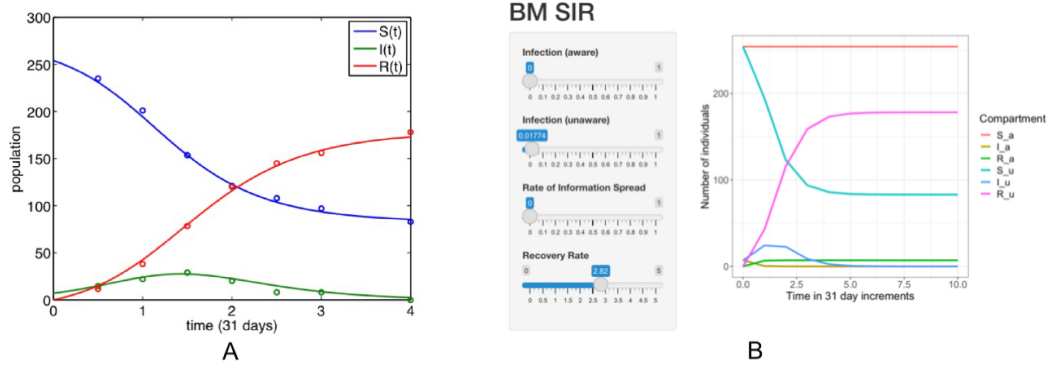 300
250
200
150
100
50
0
population
0 1 2 3 4
time (31 days)
S(t)
I(t)
R(t)
A
BM SIR
Infection (aware)
0 1
0 0.1 0.2 0.3 0.4 0.5 0.6 0.7 0.8 0.9 1
Infection (unaware)
0.01774 1
0 0.1 0.2 0.3 0.4 0.5 0.6 0.7 0.8 0.9 1
Rate of Information Spread
0 1
0 0.1 0.2 0.3 0.4 0.5 0.6 0.7 0.8 0.9 1
Recovery Rate
0 2.82 5
0 0.5 1 1.5 2 2.5 3 3.5 4 4.5 5
Number of individuals
200
100
0
0.0 2.5 5.0 7.5 10.0
Time in 31 day increments
Compartment
S_a
I_a
R_a
S_u
I_u
R_u
B